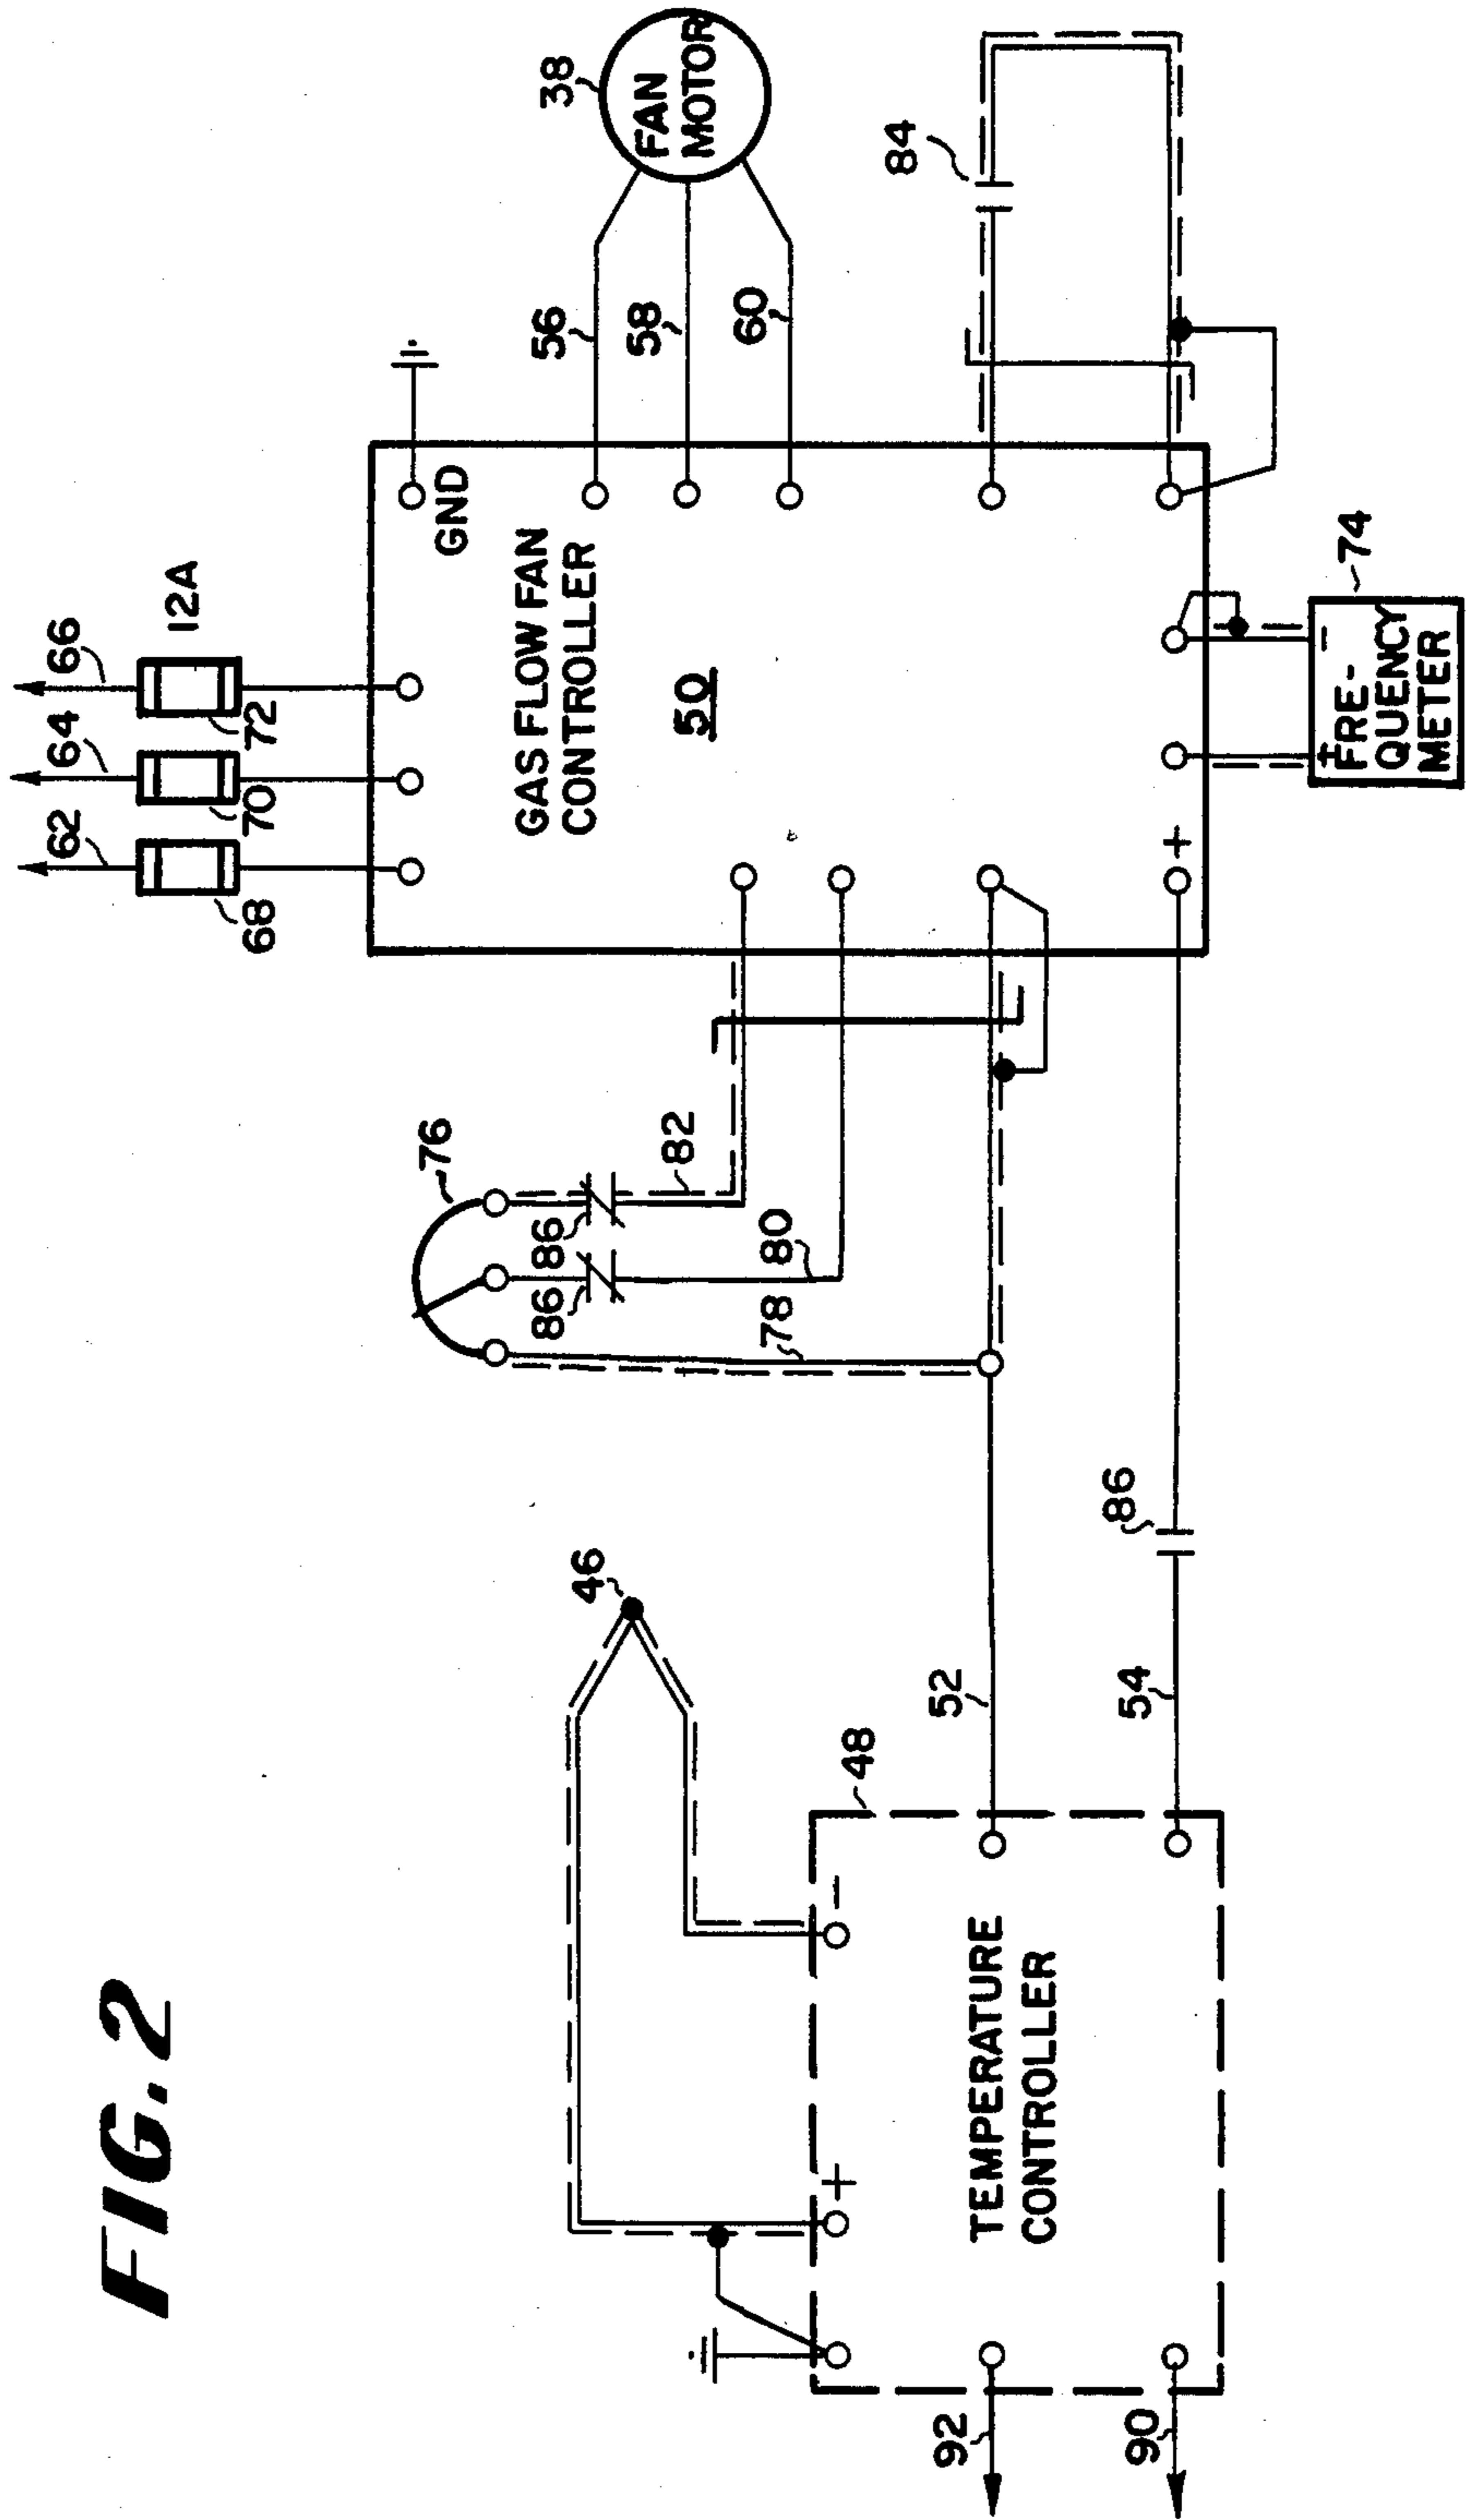 FIG. 2
62
64
66
68
70
72
12A
GND
GAS FLOW FAN
CONTROLLER
50
56
58
60
38
FAN
MOTOR
84
74
+
-
FRE-
QUENCY
METER
+
76
86
86
82
80
78
46
86
52
54
48
-
+
TEMPERATURE
CONTROLLER
92
90